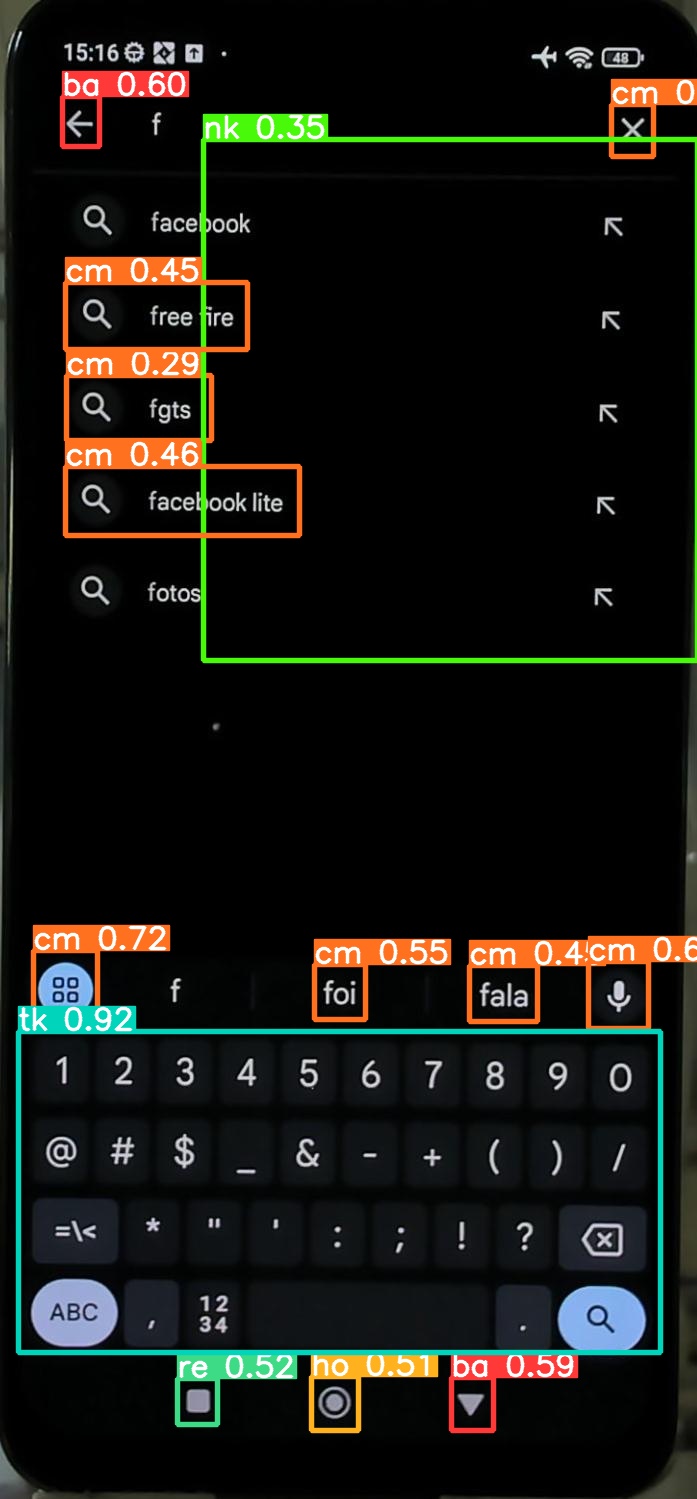 15:16 48
ba 0.60
cm 0
f
nk 0.35
facebook
cm 0.45
free fire
cm 0.29
fgts
cm 0.46
facebook lite
fotos
cm 0.72
cm 0.55
cm 0.4
cm 0.6
f foi fala
tk 0.92
1 2 3 4 5 6 7 8 9 0
@ # $ _ & - + ( ) /
=\< * " ' : ; ! ?
ABC , 12 34 .
re 0.52
ho 0.51
ba 0.59